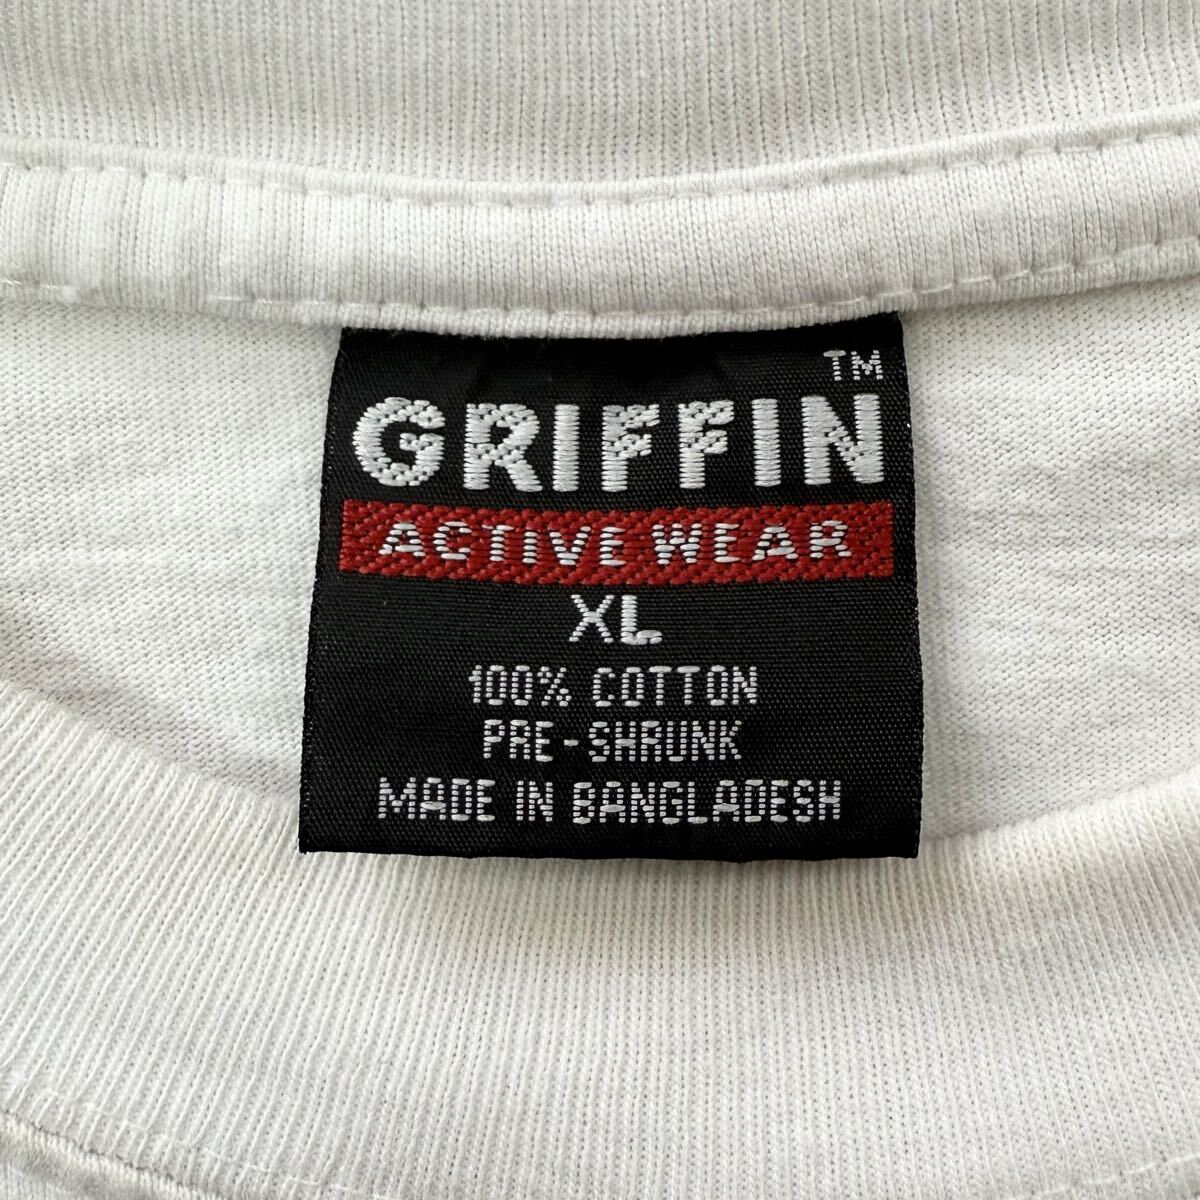 TM
GRIFFIN
ACTIVE WEAR
XL
100% COTTON
PRE-SHRUNK
MADE IN BANGLADESH